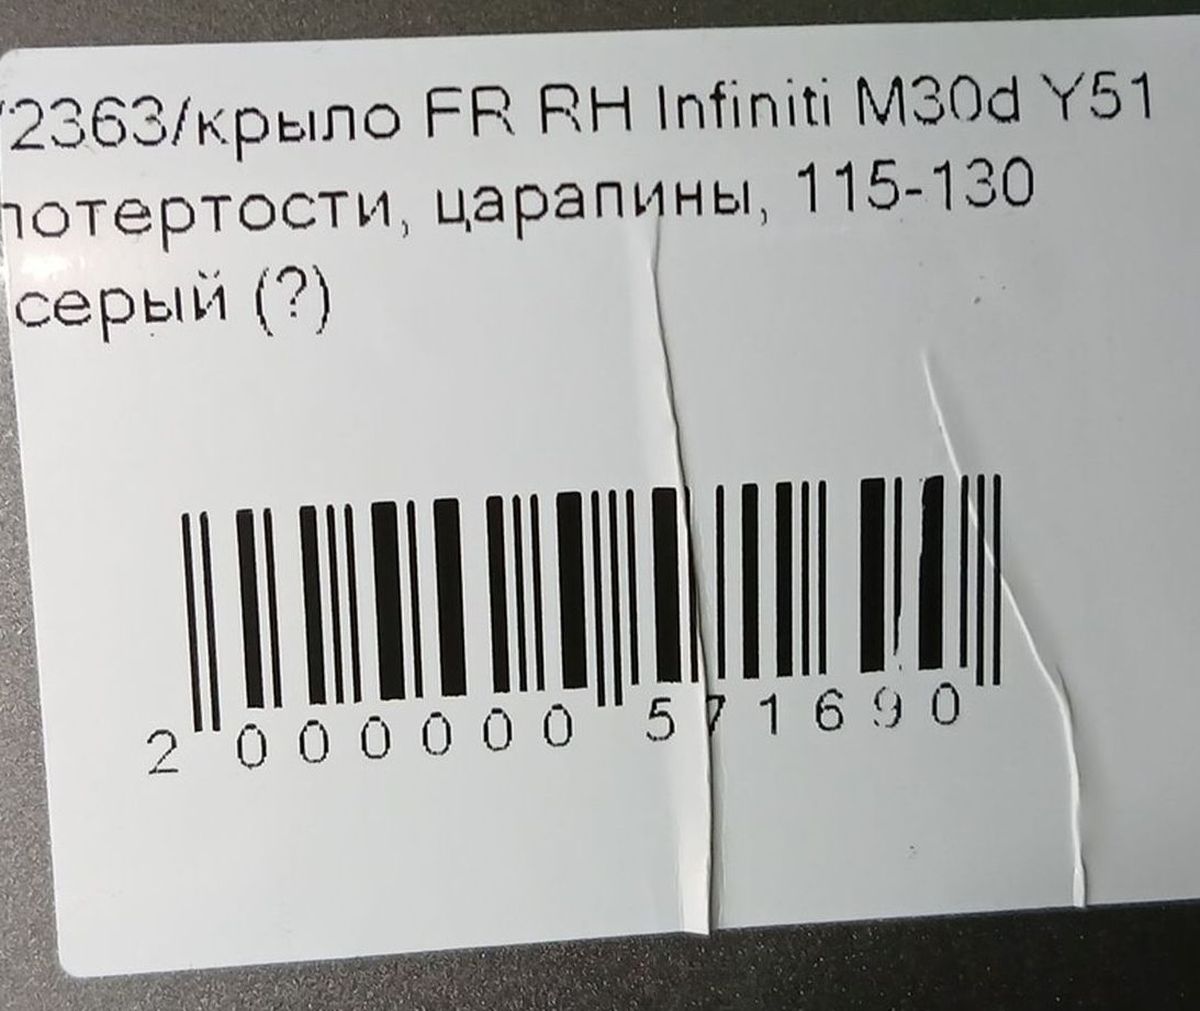 2363/крыло FR RH Infiniti M30d Y51
потертости, царапины, 115-130
серый (?)
2 000000 571690